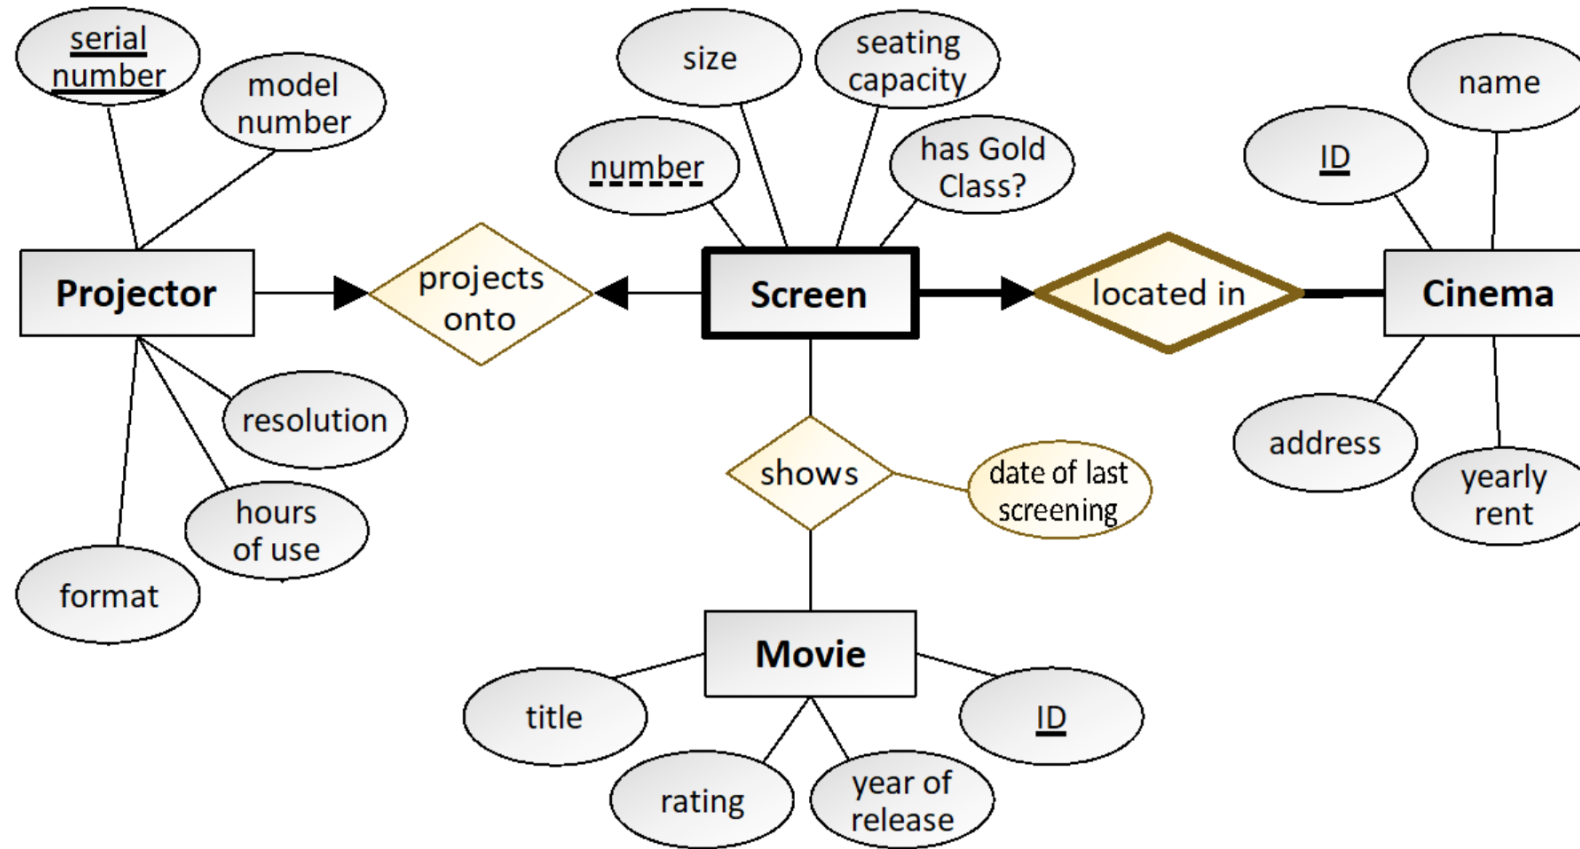 serial
number
model
number
size
seating
capacity
number
has Gold
Class?
name
ID
Projector
projects
onto
Screen
located in
Cinema
resolution
hours
of use
format
shows
date of last
screening
address
yearly
rent
Movie
title
rating
year of
release
ID